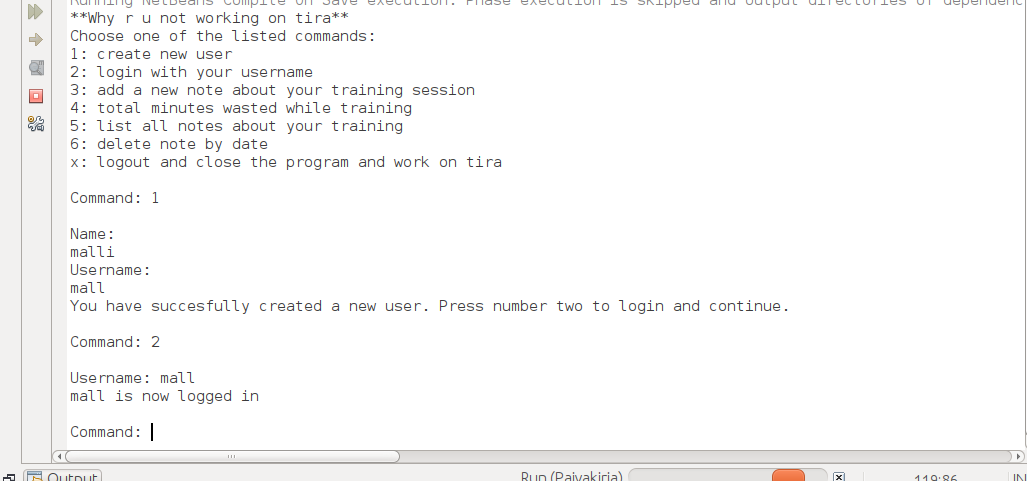 Running NetBeans Compile On Save execution. Phase execution is skipped and output directories of dependenc
**Why r u not working on tira**
Choose one of the listed commands:
1: create new user
2: login with your username
3: add a new note about your training session
4: total minutes wasted while training
5: list all notes about your training
6: delete note by date
x: logout and close the program and work on tira
Command: 1
Name:
malli
Username:
mall
You have succesfully created a new user. Press number two to login and continue.
Command: 2
Username: mall
mall is now logged in
Command:
Output
Run (Paivakirja)
119:86
IN